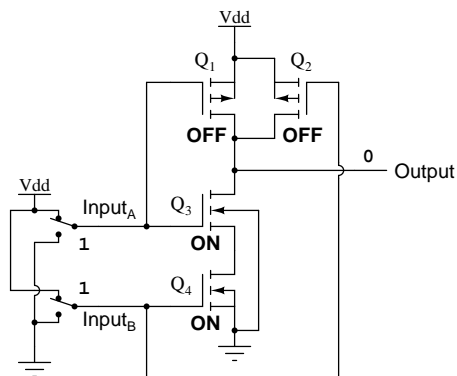 Vdd
Q1 Q2
OFF OFF
0
Output
Vdd
InputA
Q3
1
ON
1
Q4
InputB
ON